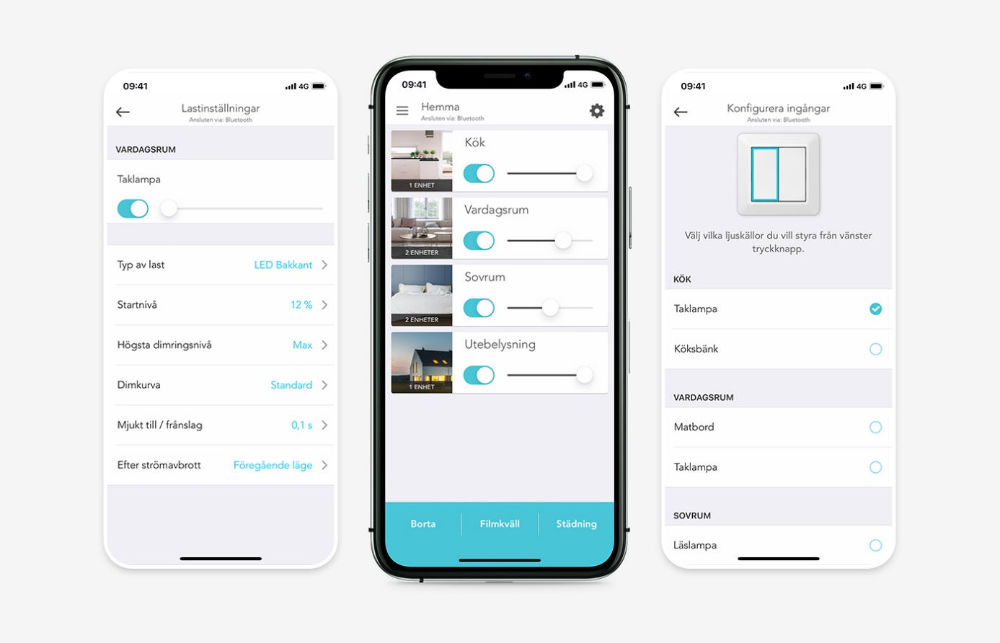 09:41
4G
Lastinställningar
Ansluten via: Bluetooth
VARDAGSRUM
Taklampa
Typ av last LED Bakkant
Startnivå 12 %
Högsta dimringsnivå Max
Dimkurva Standard
Mjukt till / frånslag 0,1 s
Efter strömavbrott Föregående läge
09:41
4G
Hemma
Ansluten via: Bluetooth
Kök
1 ENHET
Vardagsrum
2 ENHETER
Sovrum
2 ENHETER
Utebelysning
1 ENHET
Borta Filmkväll Städning
09:41
4G
Konfigurera ingångar
Ansluten via: Bluetooth
Välj vilka ljuskällor du vill styra från vänster
tryckknapp.
KÖK
Taklampa
Köksbänk
VARDAGSRUM
Matbord
Taklampa
SOVRUM
Läslampa